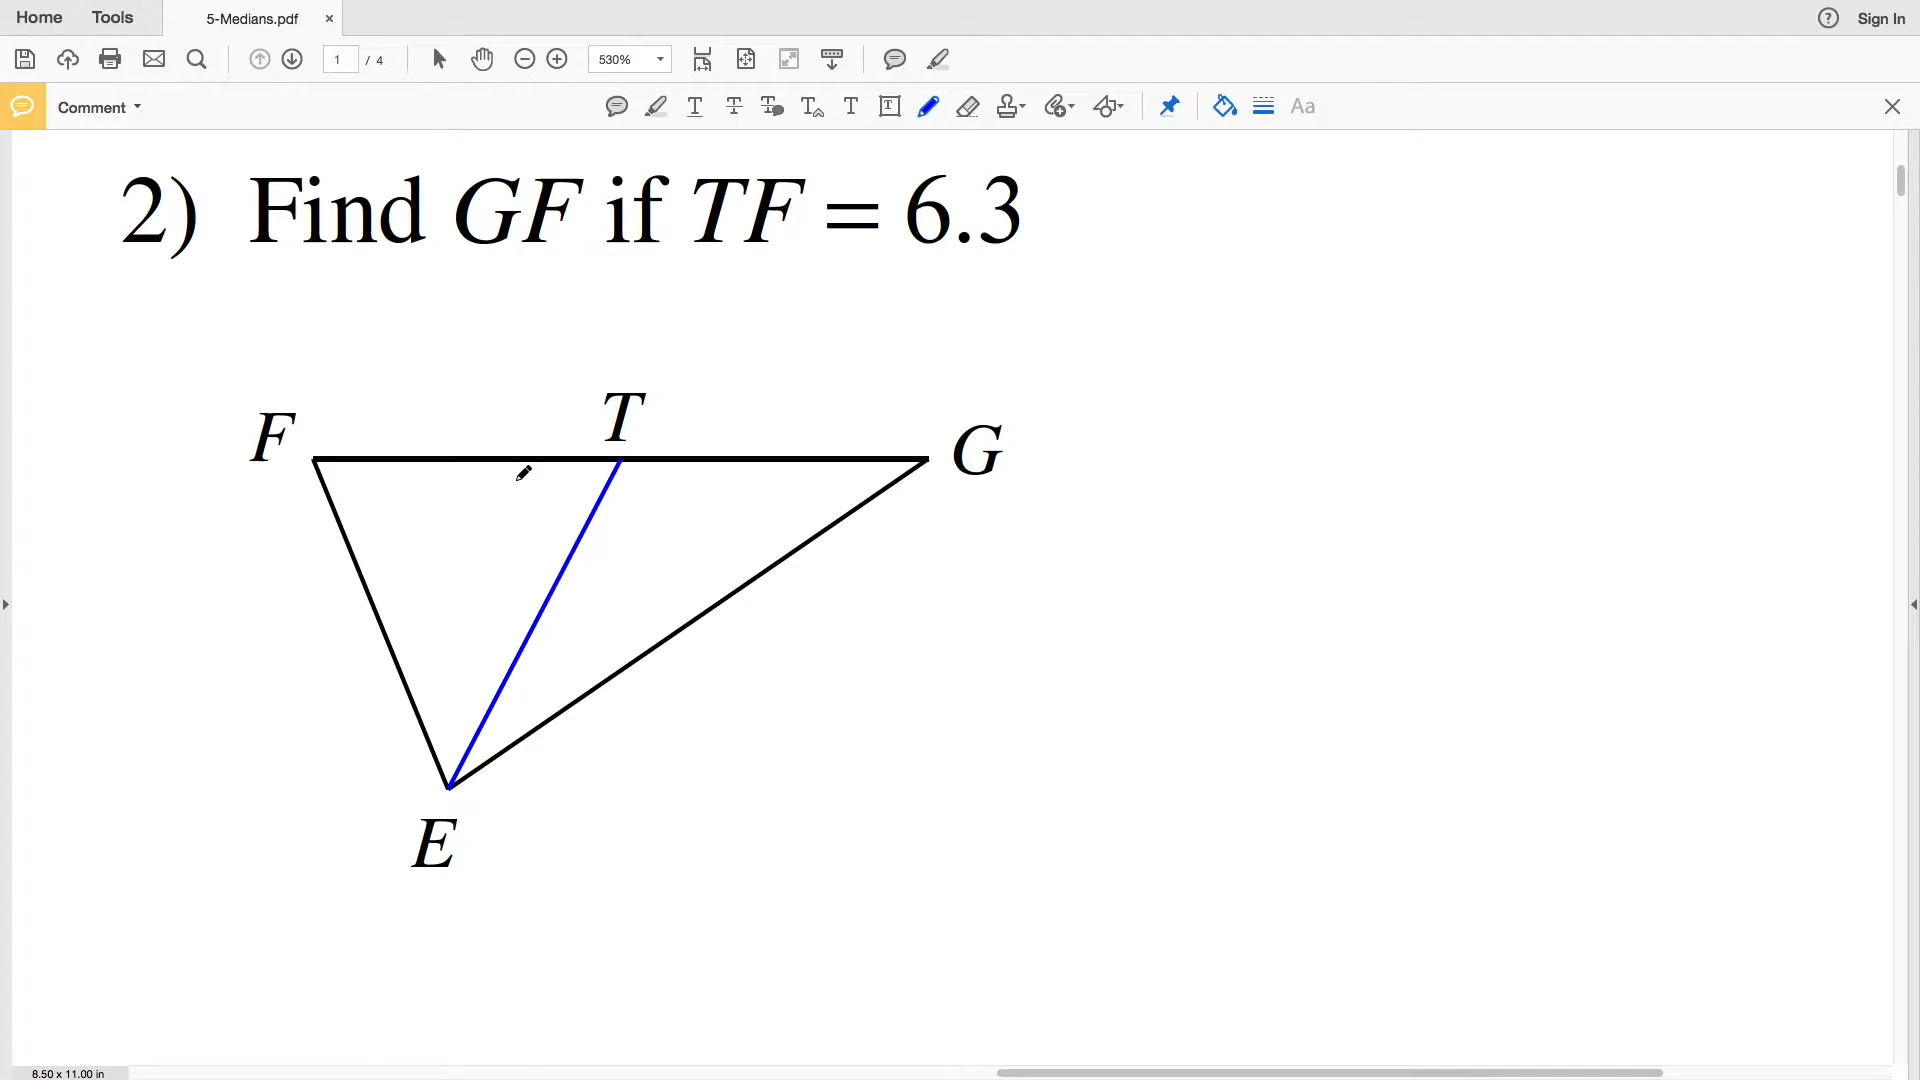 Home Tools 5-Medians.pdf × ? Sign In
1 / 4 530%
Comment T T T T T T Aa
2) Find GF if TF = 6.3
T
F
G
E
8.50 x 11.00 in